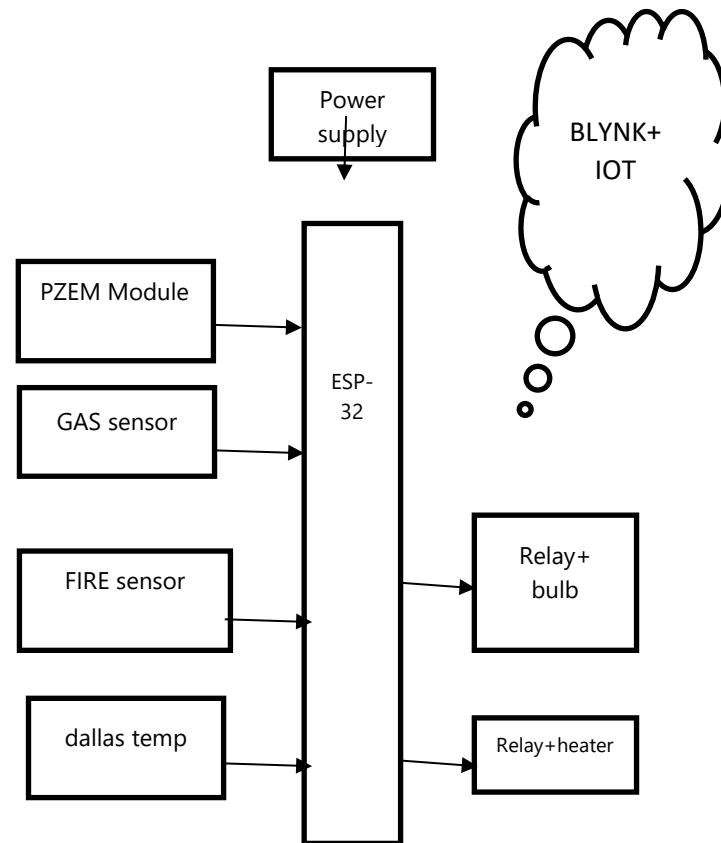 Power
supply
BLYNK+
IOT
PZEM Module
GAS sensor
ESP-
32
FIRE sensor
Relay+
bulb
dallas temp
Relay+heater